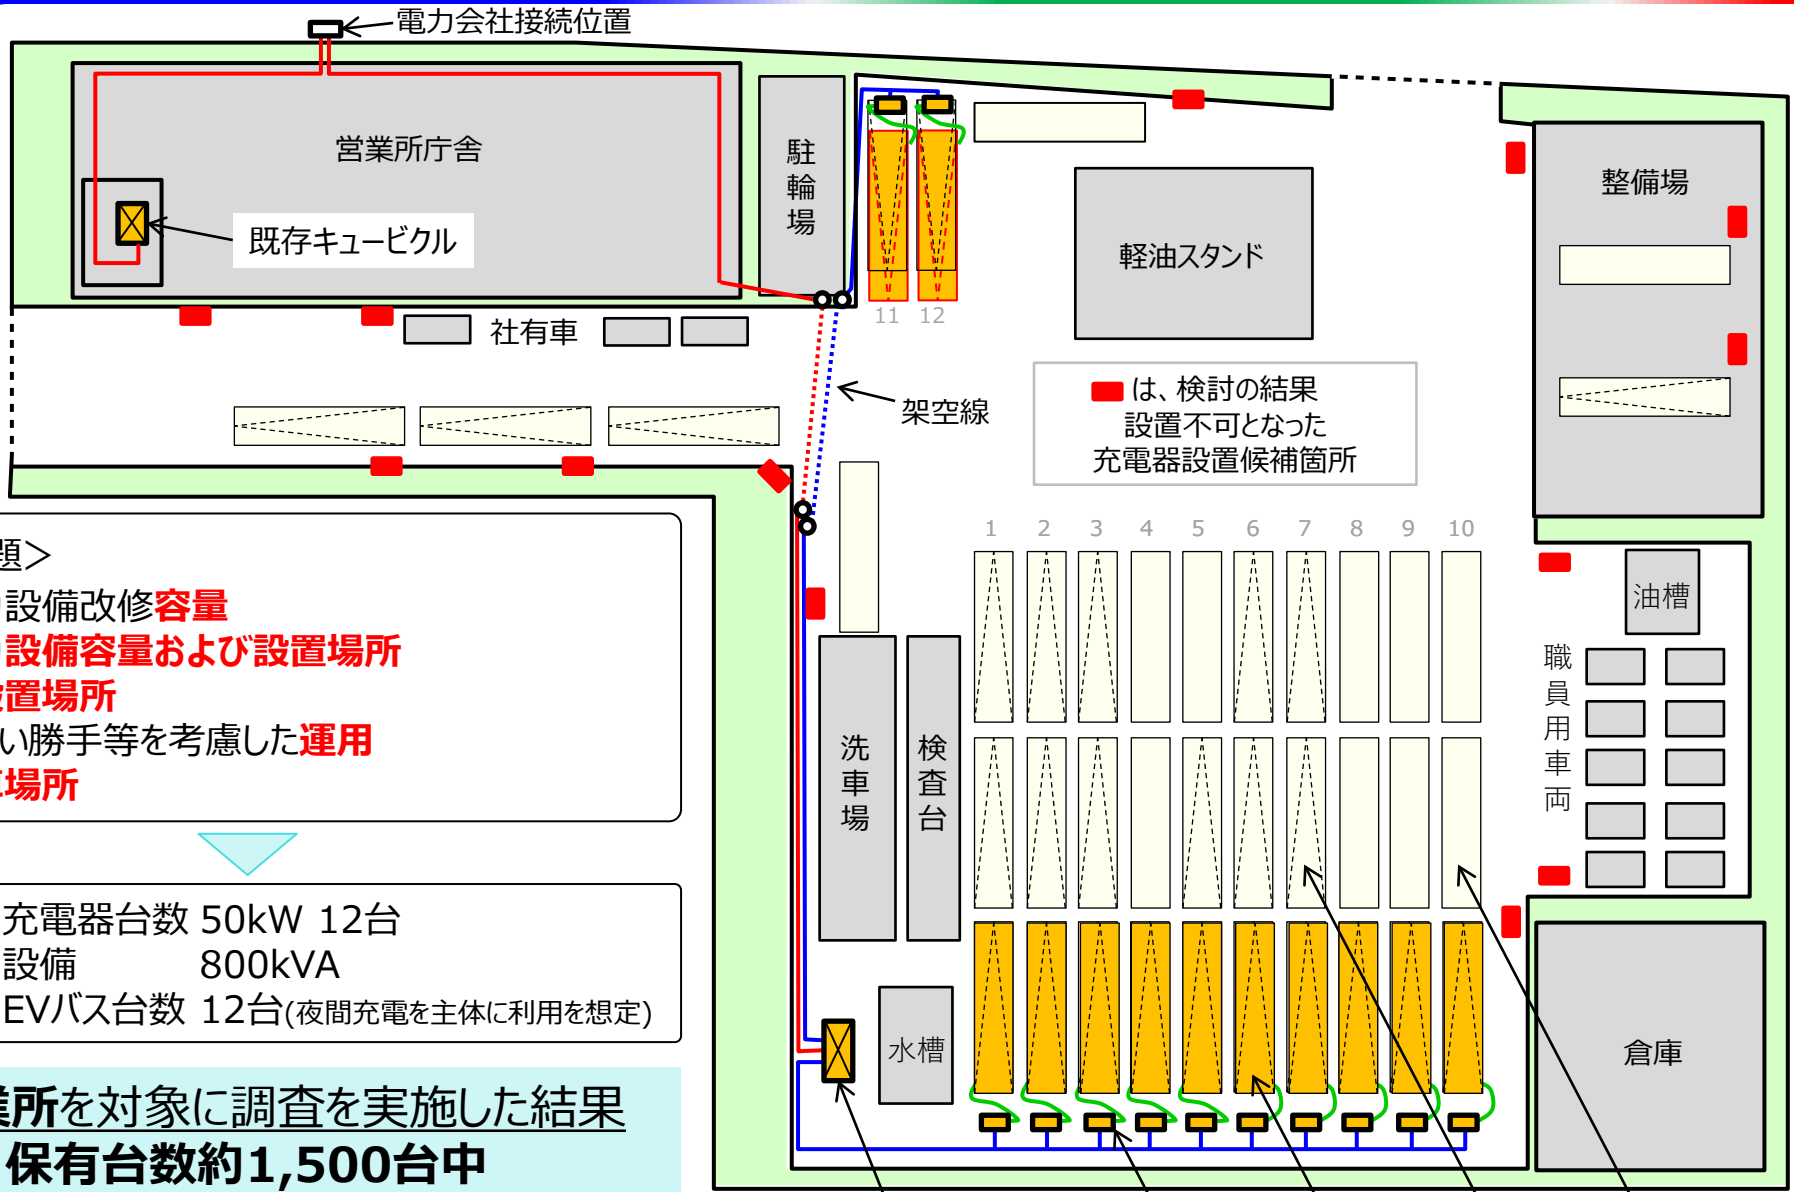 電力会社接続位置
営業所庁舎
既存キュービクル
駐輪場
11 12
軽油スタンド
整備場
社有車
架空線
は、検討の結果
設置不可となった
充電器設置候補箇所
題>
設備改修容量
設備容量および設置場所
置場所
い勝手等を考慮した運用
場所
充電器台数 50kW 12台
設備 800kVA
EVバス台数 12台(夜間充電を主体に利用を想定)
業所を対象に調査を実施した結果
保有台数約1,500台中
1 2 3 4 5 6 7 8 9 10
洗車場
検査台
水槽
油槽
職員用車両
倉庫